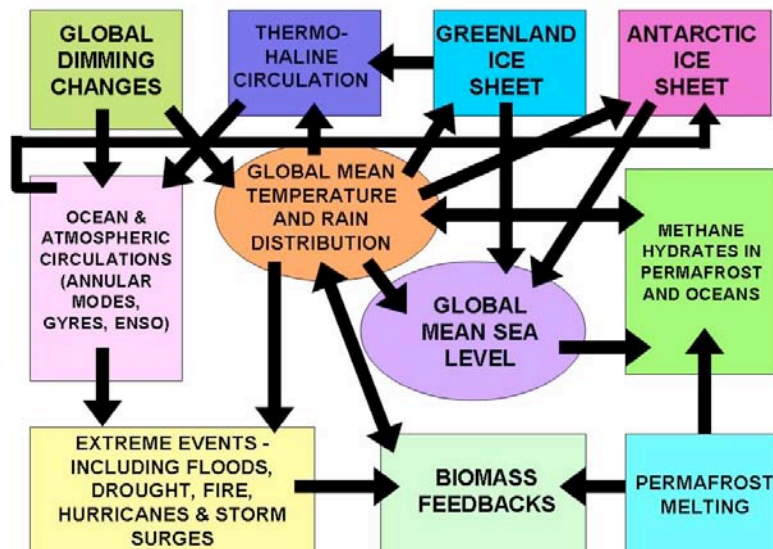 GLOBAL
DIMMING
CHANGES
THERMO-
HALINE
CIRCULATION
GREENLAND
ICE
SHEET
ANTARCTIC
ICE
SHEET
GLOBAL MEAN
TEMPERATURE
AND RAIN
DISTRIBUTION
OCEAN &
ATMOSPHERIC
CIRCULATIONS
(ANNULAR
MODES,
GYRES, ENSO)
METHANE
HYDRATES IN
PERMAFROST
AND OCEANS
GLOBAL
MEAN SEA
LEVEL
EXTREME EVENTS -
INCLUDING FLOODS,
DROUGHT, FIRE,
HURRICANES & STORM
SURGES
BIOMASS
FEEDBACKS
PERMAFROST
MELTING